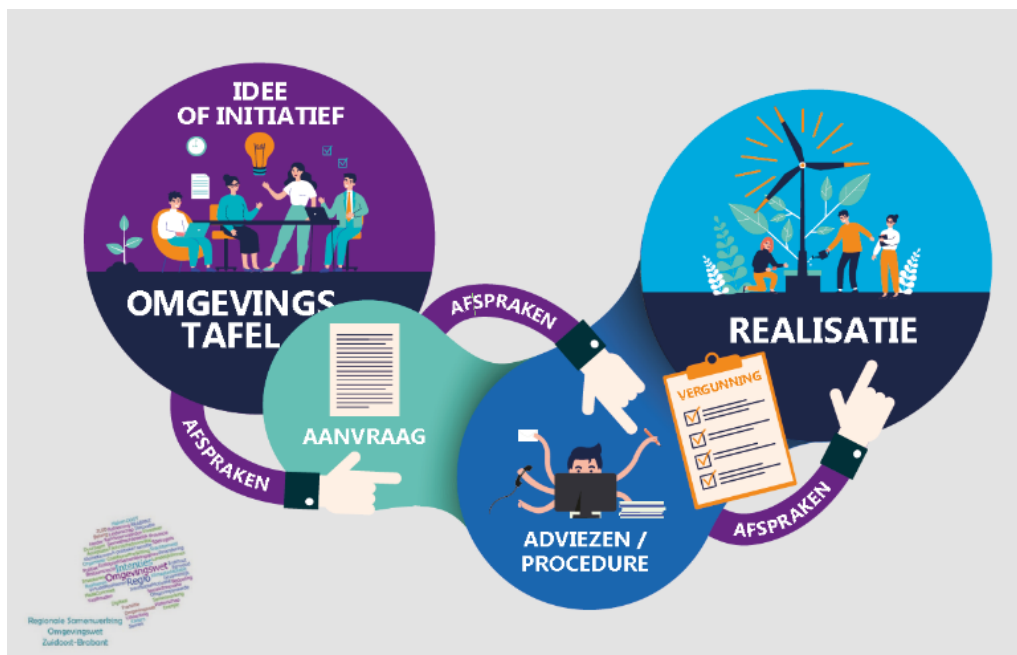 IDEE
OF INITIATIEF
OMGEVINGS
TAFEL
AFSPRAKEN
AANVRAAG
AFSPRAKEN
ADVIEZEN /
PROCEDURE
VERGUNNING
AFSPRAKEN
REALISATIE
Intenties
Omgevingswet
Regio
Regionale Samenwerking
Omgevingswet
Zuidoost-Brabant